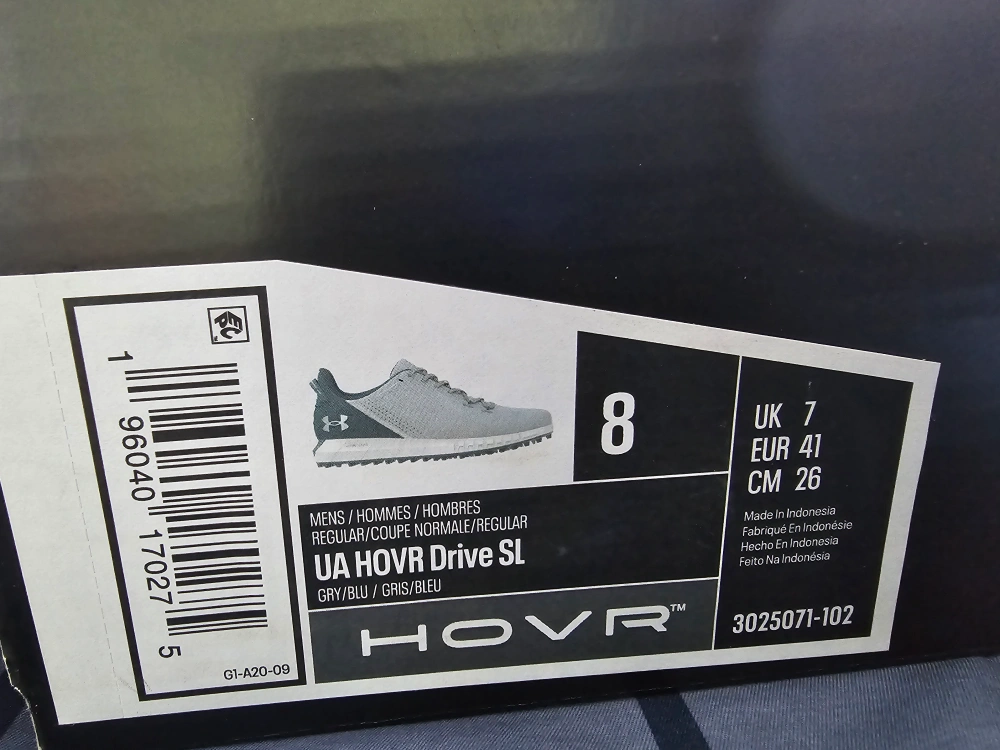 1 96040 17027 5
G1-A20-09
8
MENS / HOMMES / HOMBRES
REGULAR/COUPE NORMALE/REGULAR
UA HOVR Drive SL
GRY/BLU / GRIS/BLEU
HOVR™
UK 7
EUR 41
CM 26
Made In Indonesia
Fabriqué En Indonésie
Hecho En Indonesia
Feito Na Indonésia
3025071-102